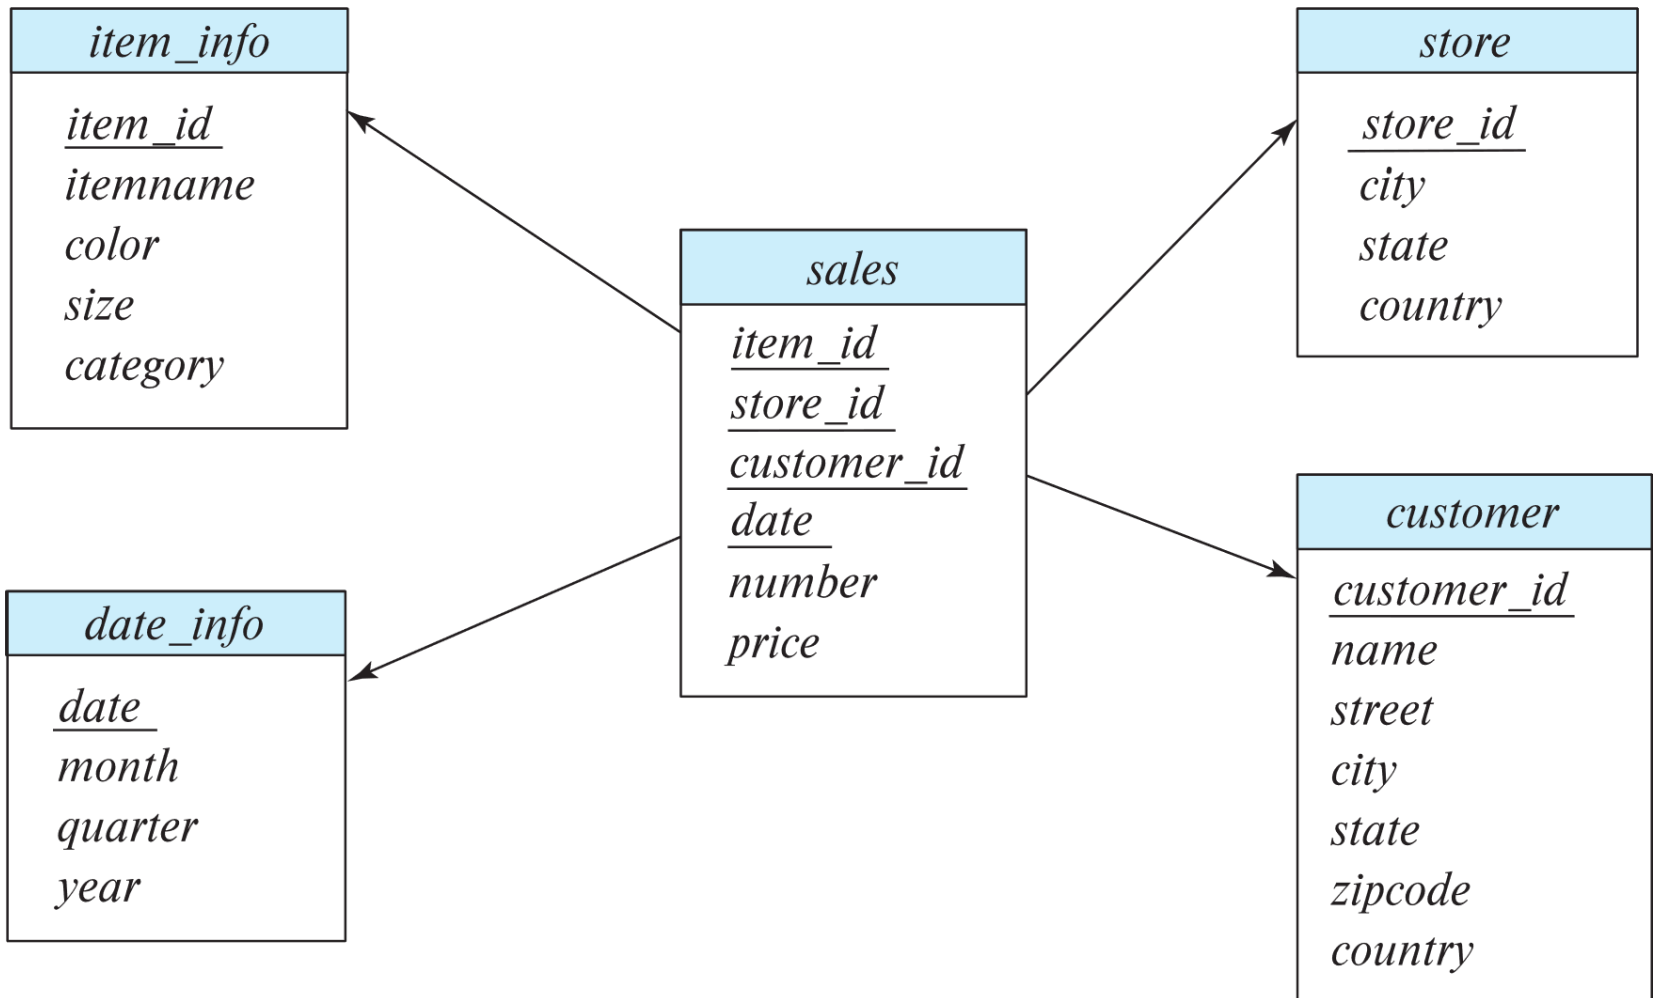 item_info
item_id
itemname
color
size
category
store
store_id
city
state
country
sales
item_id
store_id
customer_id
date
number
price
date_info
date
month
quarter
year
customer
customer_id
name
street
city
state
zipcode
country